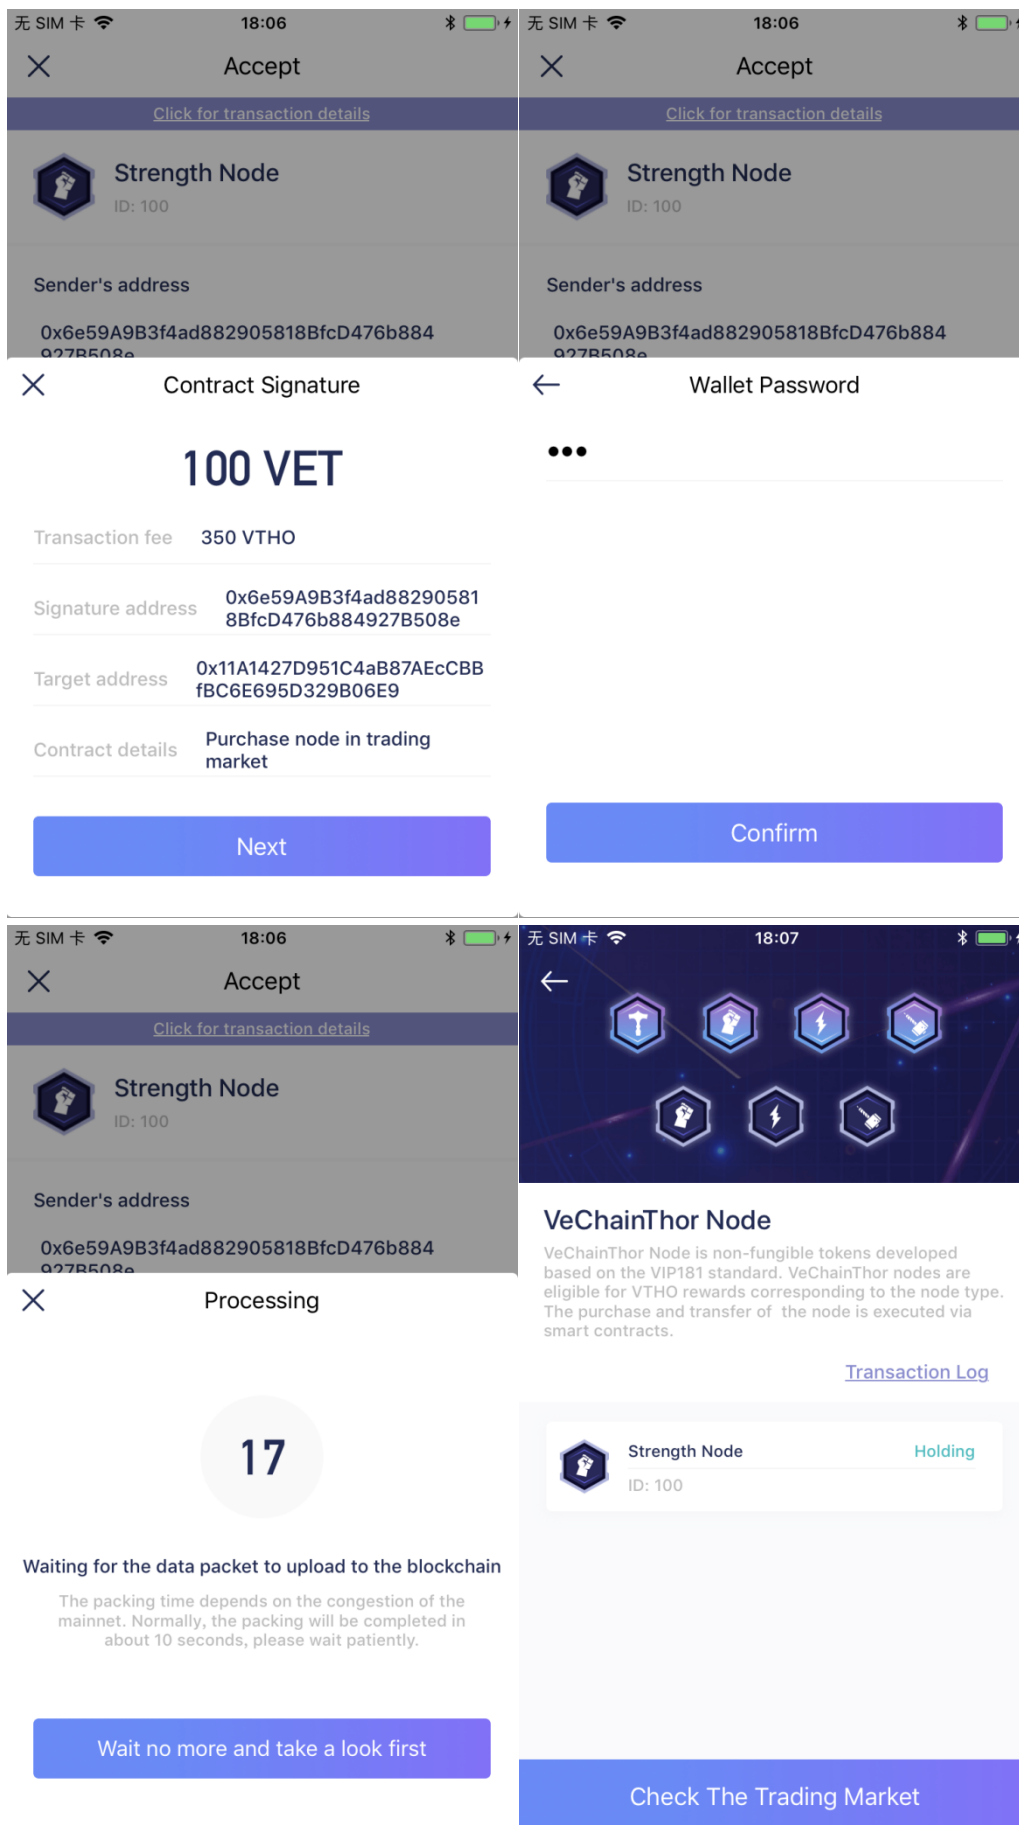 无 SIM 卡 18:06
Accept
Click for transaction details
Strength Node
ID: 100
Sender's address
0x6e59A9B3f4ad882905818BfcD476b884
927B508e
Contract Signature
100 VET
Transaction fee 350 VTHO
Signature address 0x6e59A9B3f4ad88290581
8BfcD476b884927B508e
Target address 0x11A1427D951C4aB87AEcCBB
fBC6E695D329B06E9
Contract details Purchase node in trading
market
Next
无 SIM 卡 18:06
Accept
Click for transaction details
Strength Node
ID: 100
Sender's address
0x6e59A9B3f4ad882905818BfcD476b884
927B508e
Wallet Password
•••
Confirm
无 SIM 卡 18:06
Accept
Click for transaction details
Strength Node
ID: 100
Sender's address
0x6e59A9B3f4ad882905818BfcD476b884
927B508e
Processing
17
Waiting for the data packet to upload to the blockchain
The packing time depends on the congestion of the
mainnet. Normally, the packing will be completed in
about 10 seconds, please wait patiently.
Wait no more and take a look first
无 SIM 卡 18:07
VeChainThor Node
VeChainThor Node is non-fungible tokens developed
based on the VIP181 standard. VeChainThor nodes are
eligible for VTHO rewards corresponding to the node type.
The purchase and transfer of the node is executed via
smart contracts.
Transaction Log
Strength Node Holding
ID: 100
Check The Trading Market